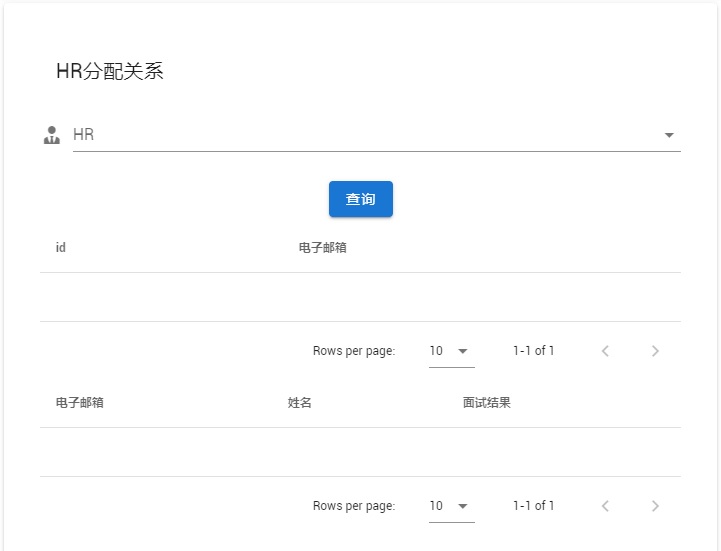 HR分配关系
HR
查询
id 电子邮箱
Rows per page: 10 1-1 of 1
电子邮箱 姓名 面试结果
Rows per page: 10 1-1 of 1